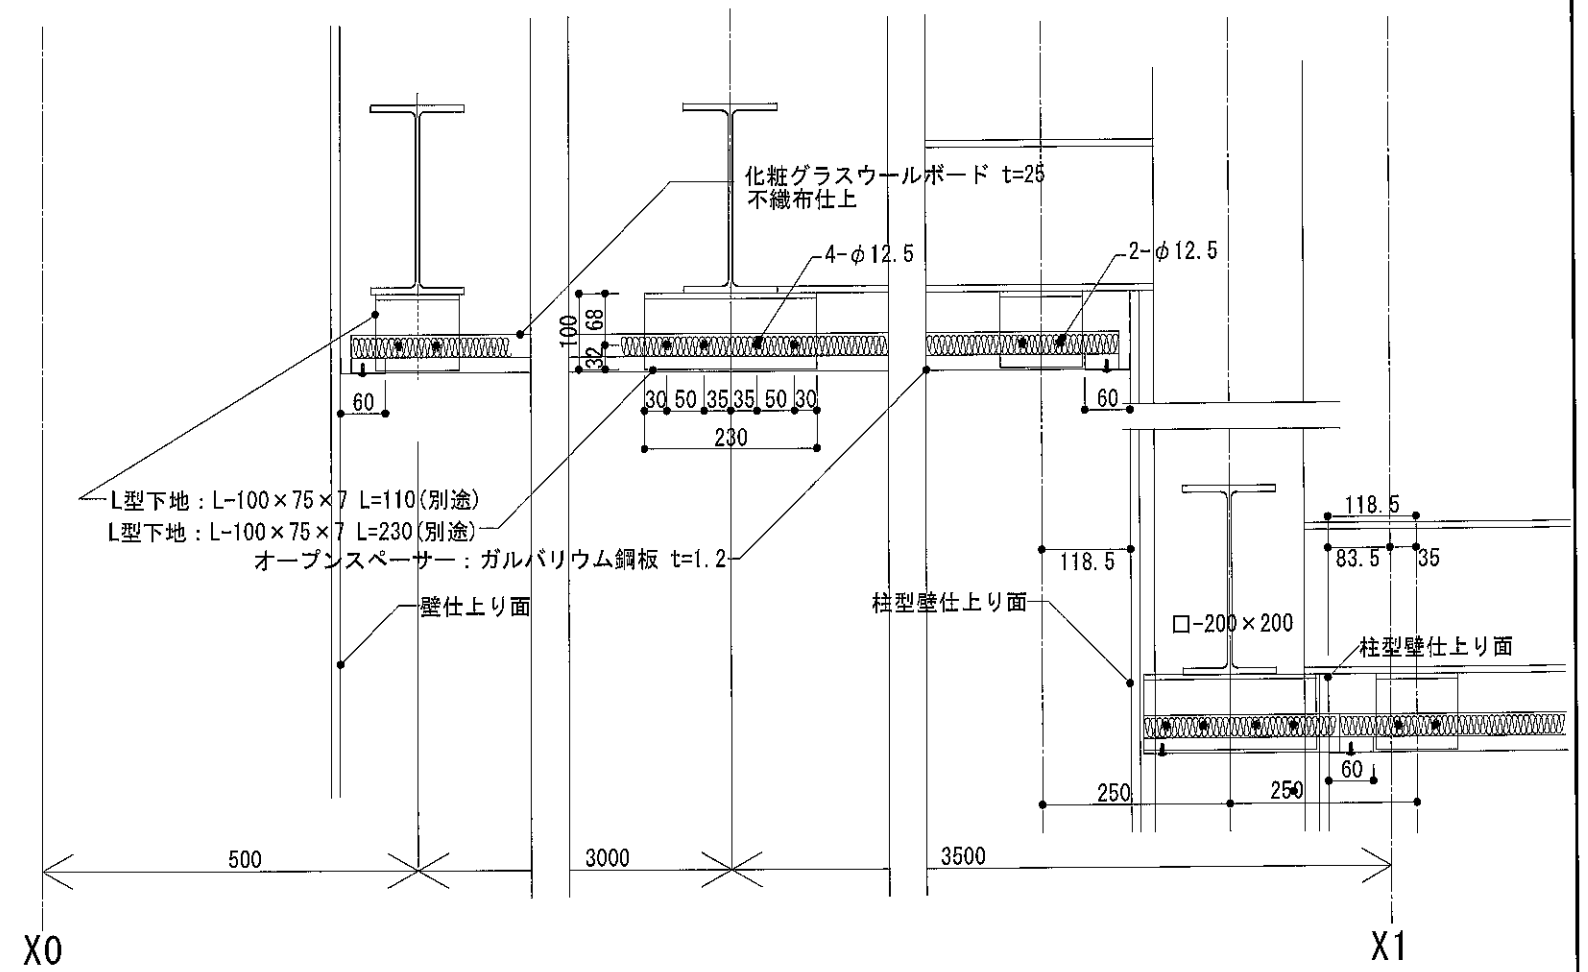 化粧グラスウールボード t=25
不織布仕上
4-φ12.5
2-φ12.5
100
68
32
60
30
50
35
35
50
30
230
60
L型下地：L-100×75×7 L=110(別途)
L型下地：L-100×75×7 L=230(別途)
オープンスペーサー：ガルバリウム鋼板 t=1.2
118.5
118.5
83.5
35
壁仕上り面
柱型壁仕上り面
□-200×200
柱型壁仕上り面
60
250
250
500
3000
3500
X0
X1